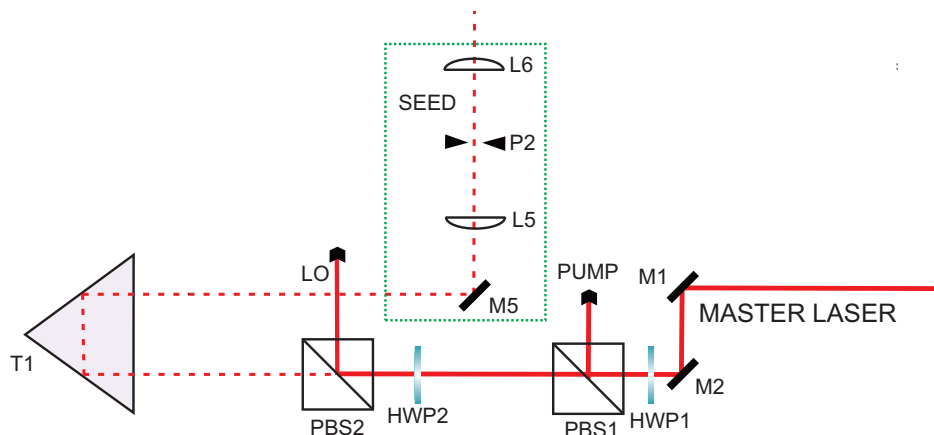 L6
SEED
P2
L5
LO
PUMP
M1
M5
MASTER LASER
T1
M2
HWP2
HWP1
PBS2
PBS1
: